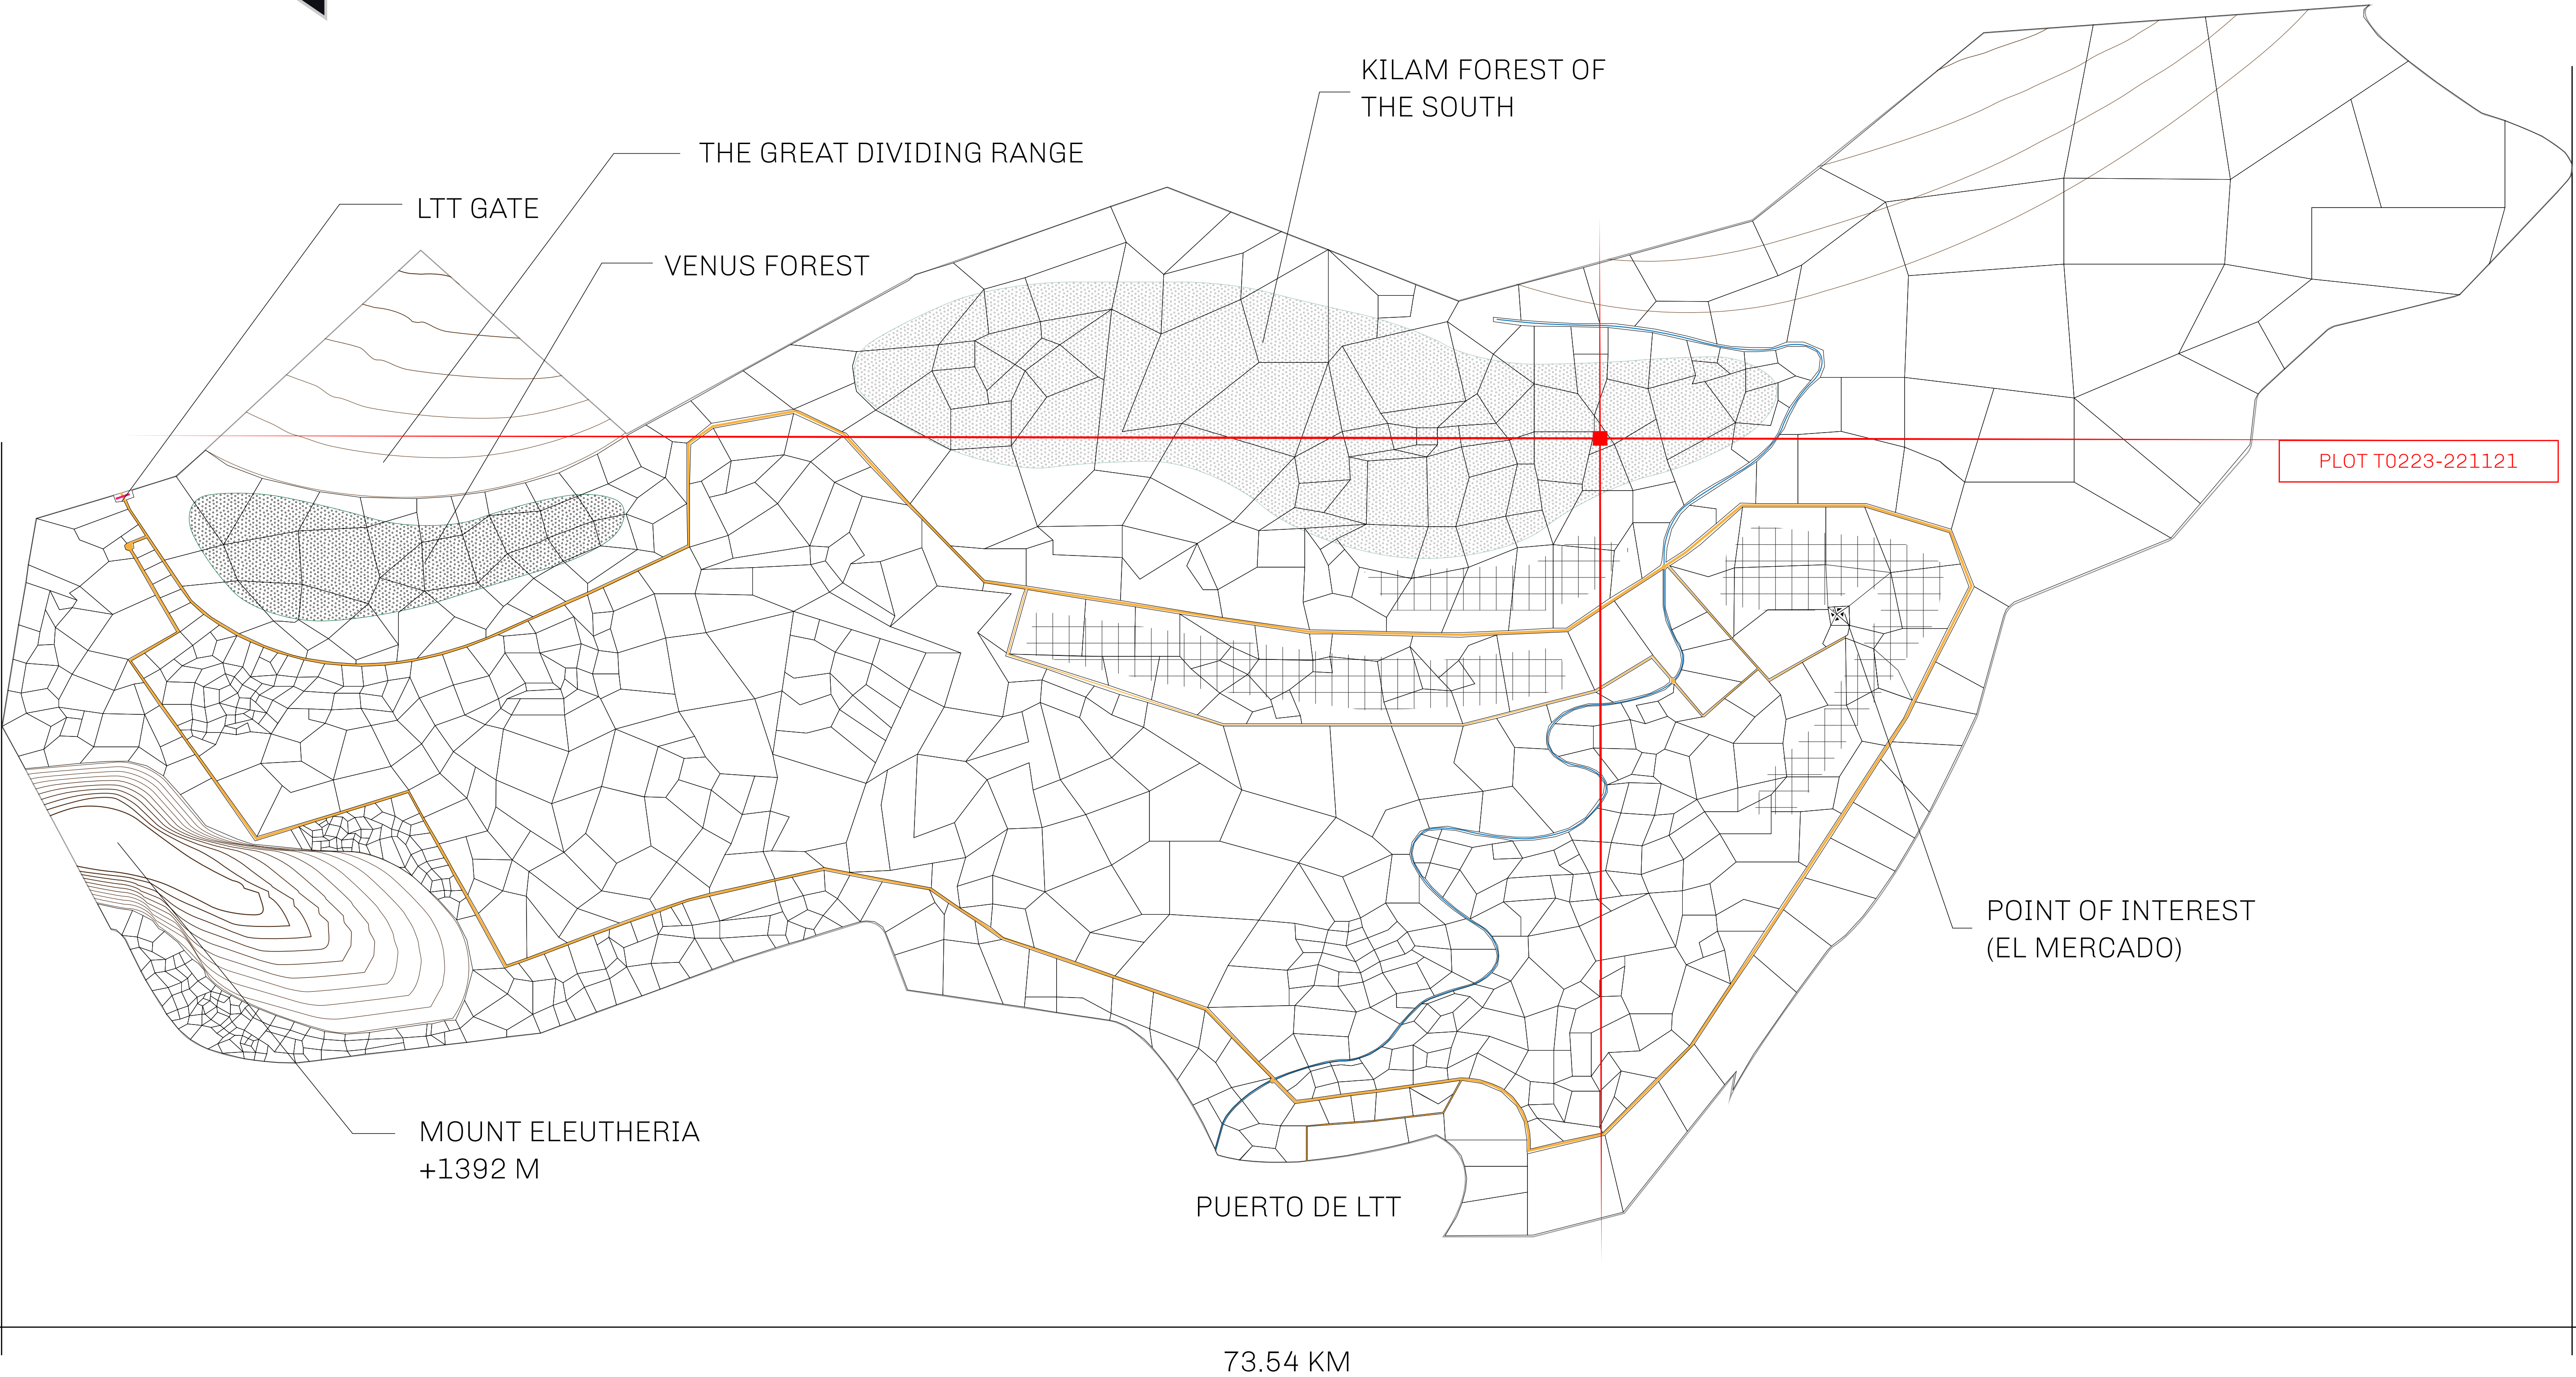 KILAM FOREST OF
THE SOUTH
THE GREAT DIVIDING RANGE
LTT GATE
VENUS FOREST
PLOT T0223-221121
POINT OF INTEREST
(EL MERCADO)
MOUNT ELEUTHERIA
+1392 M
PUERTO DE LTT
73.54 KM